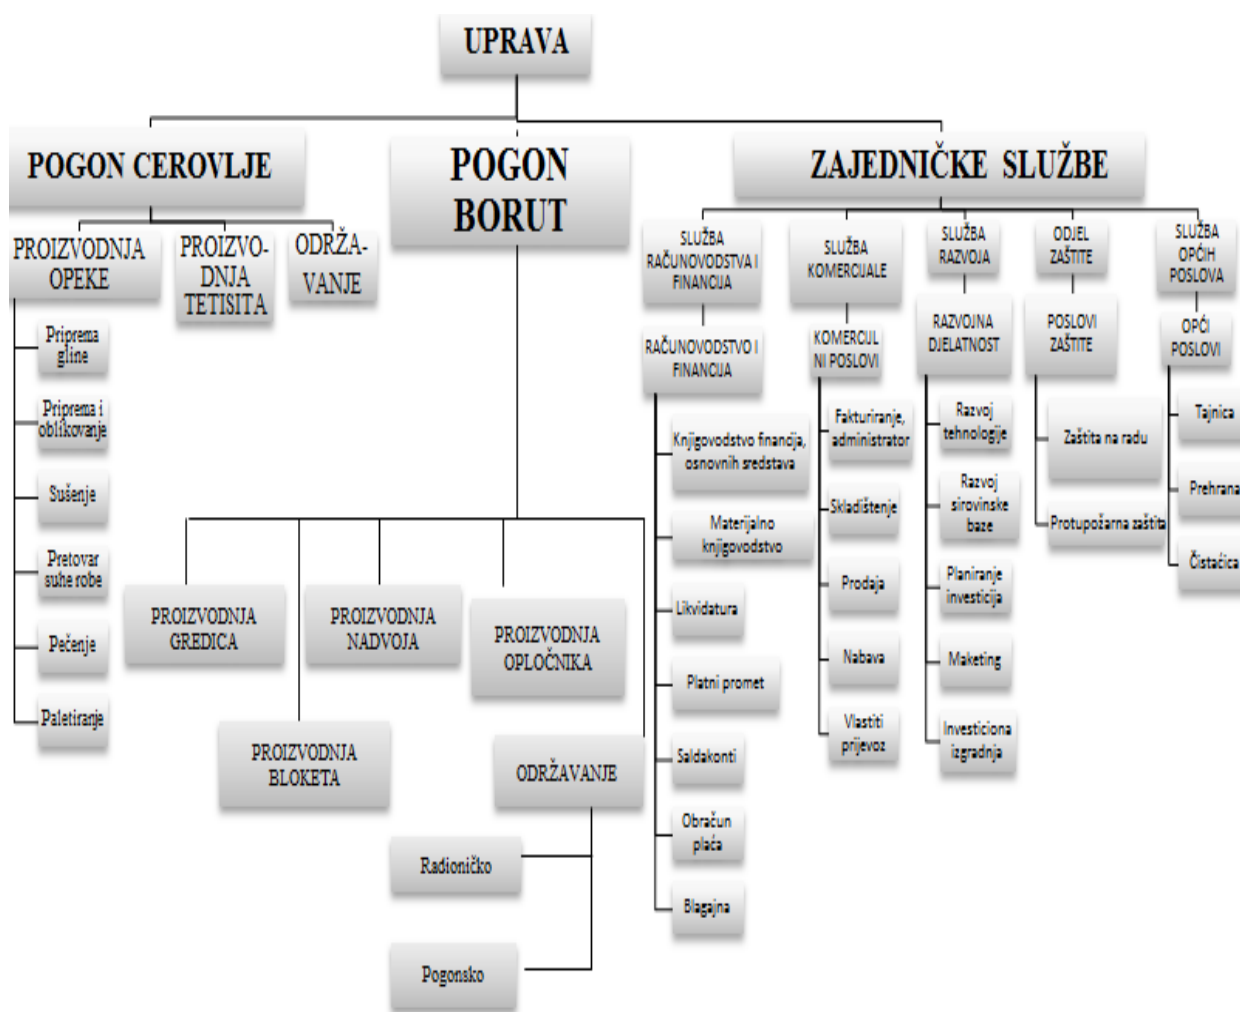 UPRAVA
POGON CEROVLJE
PROIZVODNJA
OPEKE
PROIZVO-
DNJA
TETISITA
ODRŽA-
VANJE
Priprema
gline
Priprema i
oblikovanje
Sušenje
Pretovar
suhe robe
Pečenje
Paletiranje
POGON
BORUT
PROIZVODNJA
GREDICA
PROIZVODNJA
NADVOJA
PROIZVODNJA
OPLOČNIKA
PROIZVODNJA
BLOKETA
ODRŽAVANJE
Radioničko
Pogonsko
ZAJEDNIČKE SLUŽBE
SLUŽBA
RAČUNOVODSTVA I
FINANCIJA
RAČUNOVODSTVO I
FINANCIJA
Knjigovodstvo financija,
osnovnih sredstava
Materijalno
knjigovodstvo
Likvidatura
Platni promet
Saldakonti
Obračun
plaća
Blagajna
SLUŽBA
KOMERCIJALE
KOMERCIJL
NI POSLOVI
Fakturiranje,
administrator
Skladištenje
Prodaja
Nabava
Vlastiti
prijevoz
SLUŽBA
RAZVOJA
RAZVOJNA
DJELATNOST
Razvoj
tehnologije
Razvoj
sirovinske
baze
Planiranje
investicija
Maketing
Investiciona
izgradnja
ODJEL
ZAŠTITE
POSLOVI
ZAŠTITE
Zaštita na radu
Protupožarna zaštita
SLUŽBA
OPĆIH
POSLOVA
OPĆI
POSLOVI
Tajnica
Prehrana
Čistaćica